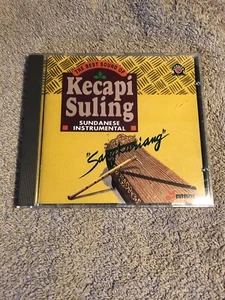 THE BEST SOUND OF
Kecapi
Suling
SUNDANESE
INSTRUMENTAL
"Sangkuriang"